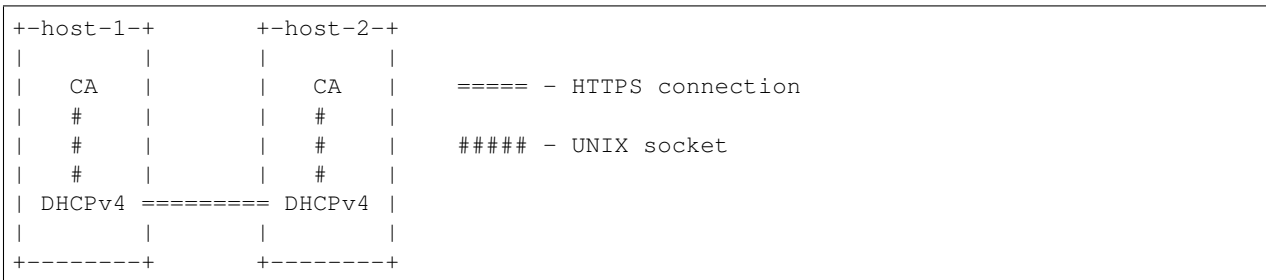 +-host-1-+       +-host-2-+
|        |       |        |
|   CA   |       |   CA   |    ===== - HTTPS connection
|   #    |       |   #    |
|   #    |       |   #    |    ##### - UNIX socket
|   #    |       |   #    |
| DHCPv4 ========= DHCPv4 |
|        |       |        |
+--------+       +--------+